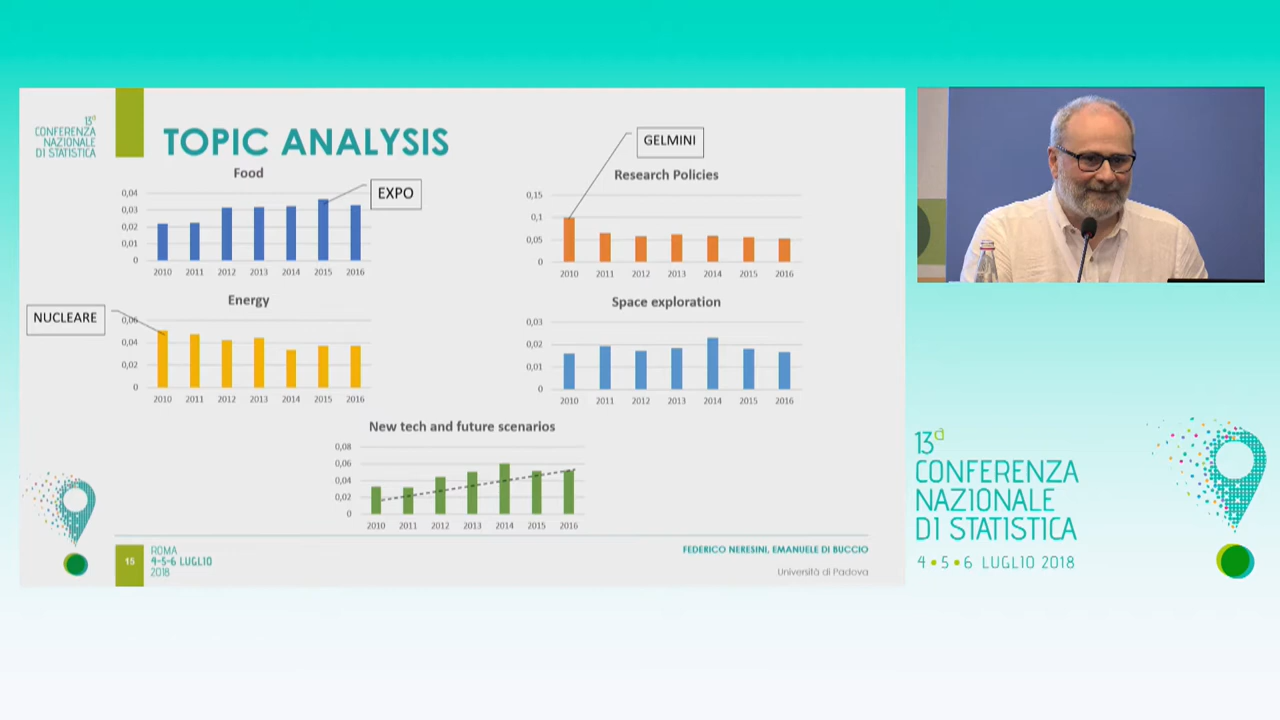 13ª
CONFERENZA
NAZIONALE
DI STATISTICA
TOPIC ANALYSIS
Food
EXPO
0,04
0,03
0,02
0,01
0
2010 2011 2012 2013 2014 2015 2016
GELMINI
Research Policies
0,15
0,1
0,05
0
2010 2011 2012 2013 2014 2015 2016
NUCLEARE
Energy
0,06
0,04
0,02
0
2010 2011 2012 2013 2014 2015 2016
Space exploration
0,03
0,02
0,01
0
2010 2011 2012 2013 2014 2015 2016
New tech and future scenarios
0,08
0,06
0,04
0,02
0
2010 2011 2012 2013 2014 2015 2016
15
ROMA
4-5-6 LUGLIO
2018
FEDERICO NERESINI, EMANUELE DI BUCCIO
Università di Padova
13ª
CONFERENZA
NAZIONALE
DI STATISTICA
4 • 5 • 6 LUGLIO 2018